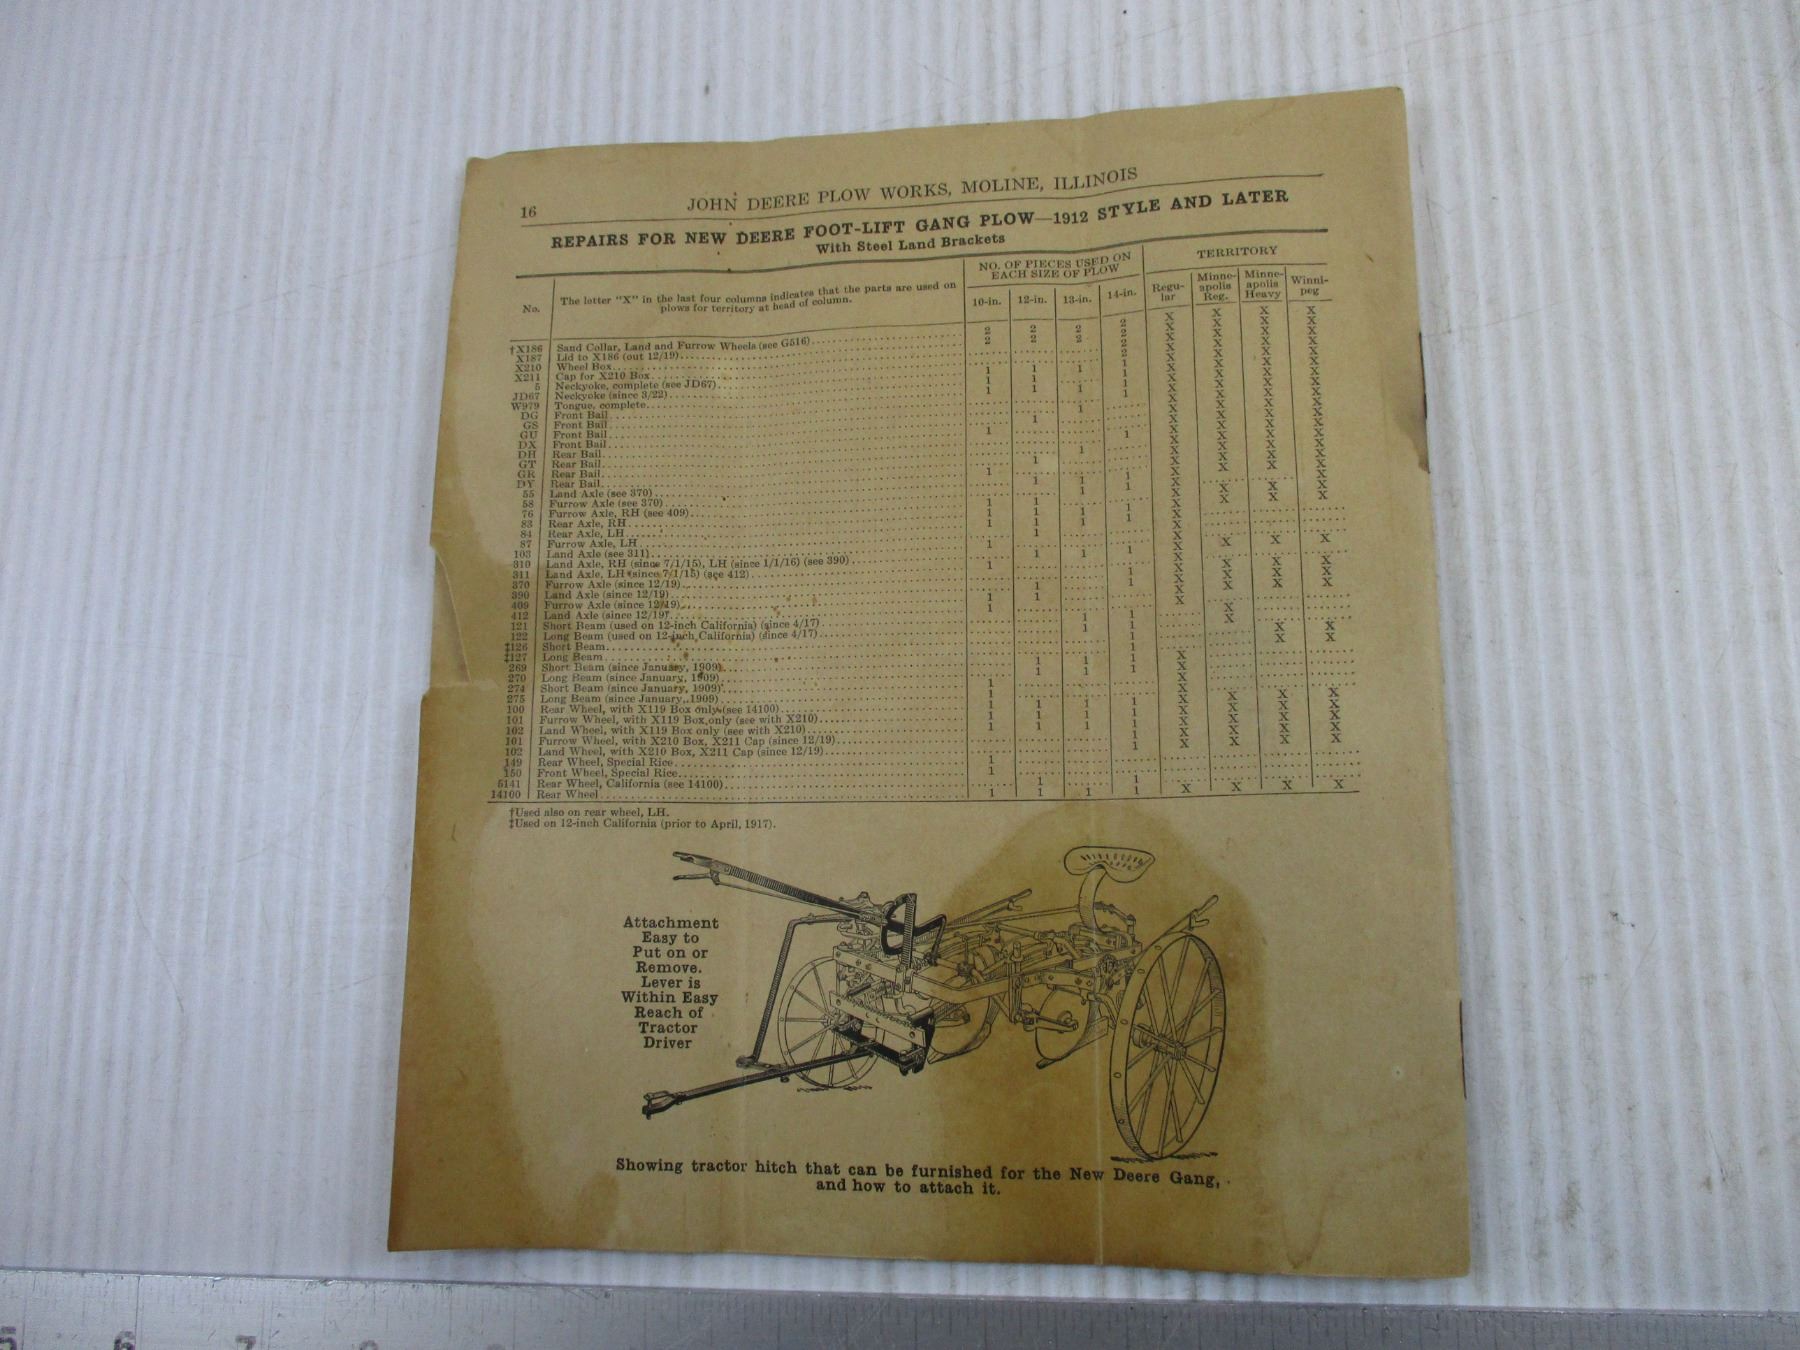 16
JOHN DEERE PLOW WORKS, MOLINE, ILLINOIS
REPAIRS FOR NEW DEERE FOOT-LIFT GANG PLOW—1912 STYLE AND LATER
With Steel Land Brackets
No.
The letter "X" in the last four columns indicates that the parts are used on
plows for territory at head of column.
NO. OF PIECES USED ON
EACH SIZE OF PLOW
10-in. 12-in. 13-in. 14-in.
TERRITORY
Regu-
lar
Minne-
apolis
Reg.
Minne-
apolis
Heavy
Winni-
peg
†X186 Sand Collar, Land and Furrow Wheels (see G516)
X187 Lid to X186 (out 12/19)
X210 Wheel Box
X211 Cap for X210 Box
5 Neckyoke, complete (see JD67)
JD67 Neckyoke (since 3/22)
W979 Tongue, complete
DG Front Bail
GS Front Bail
GU Front Bail
DX Front Bail
DH Rear Bail
GT Rear Bail
GR Rear Bail
DY Rear Bail
55 Land Axle (see 370)
58 Furrow Axle (see 370)
76 Furrow Axle, RH (see 409)
83 Rear Axle, RH
84 Rear Axle, LH
87 Furrow Axle, LH
103 Land Axle (see 311)
310 Land Axle, RH (since 7/1/15), LH (since 1/1/16) (see 390)
311 Land Axle, LH (since 7/1/15) (see 412)
370 Furrow Axle (since 12/19)
390 Land Axle (since 12/19)
409 Furrow Axle (since 12/19)
412 Land Axle (since 12/19)
121 Short Beam (used on 12-inch California) (since 4/17)
122 Long Beam (used on 12-inch California) (since 4/17)
‡126 Short Beam
‡127 Long Beam
269 Short Beam (since January, 1909)
270 Long Beam (since January, 1909)
274 Short Beam (since January, 1909)
275 Long Beam (since January, 1909)
100 Rear Wheel, with X119 Box only (see 14100)
101 Furrow Wheel, with X119 Box only (see with X210)
102 Land Wheel, with X119 Box only (see with X210)
101 Furrow Wheel, with X210 Box, X211 Cap (since 12/19)
102 Land Wheel, with X210 Box, X211 Cap (since 12/19)
149 Rear Wheel, Special Rice
150 Front Wheel, Special Rice
5141 Rear Wheel, California (see 14100)
14100 Rear Wheel 1 1 1 1 X X X X
†Used also on rear wheel, LH.
‡Used on 12-inch California (prior to April, 1917).
Attachment
Easy to
Put on or
Remove.
Lever is
Within Easy
Reach of
Tractor
Driver
Showing tractor hitch that can be furnished for the New Deere Gang,
and how to attach it.
5 6 7 8